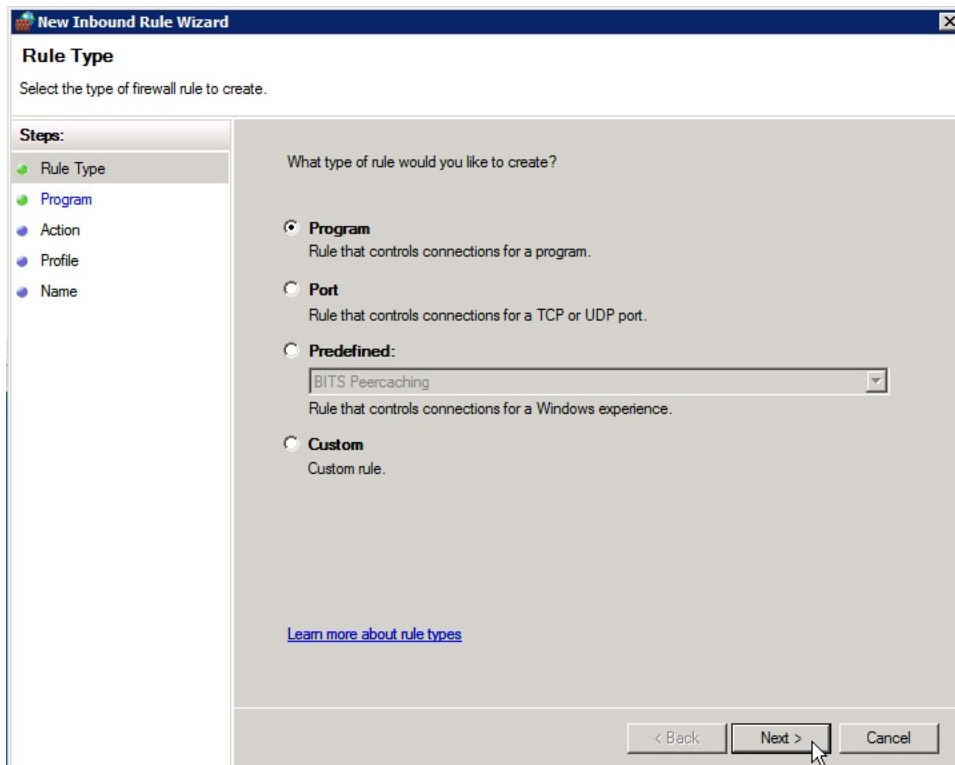 New Inbound Rule Wizard
Rule Type
Select the type of firewall rule to create.
Steps:
Rule Type
Program
Action
Profile
Name
What type of rule would you like to create?
Program
Rule that controls connections for a program.
Port
Rule that controls connections for a TCP or UDP port.
Predefined:
BITS Peercaching
Rule that controls connections for a Windows experience.
Custom
Custom rule.
Learn more about rule types
< Back Next > Cancel